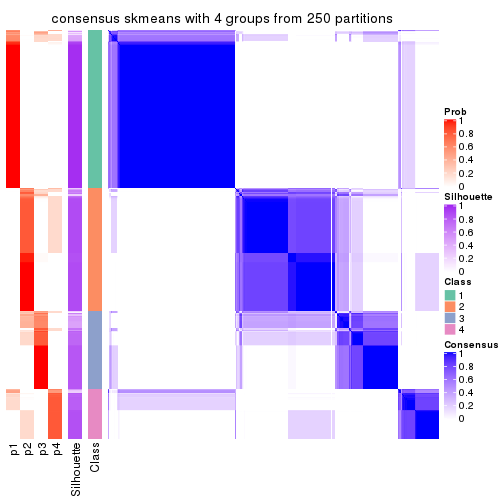 consensus skmeans with 4 groups from 250 partitions
Prob
1
0.8
0.6
0.4
0.2
0
Silhouette
1
0.8
0.6
0.4
0.2
0
Class
1
2
3
4
Consensus
1
0.8
0.6
0.4
0.2
0
p1
p2
p3
p4
Silhouette
Class